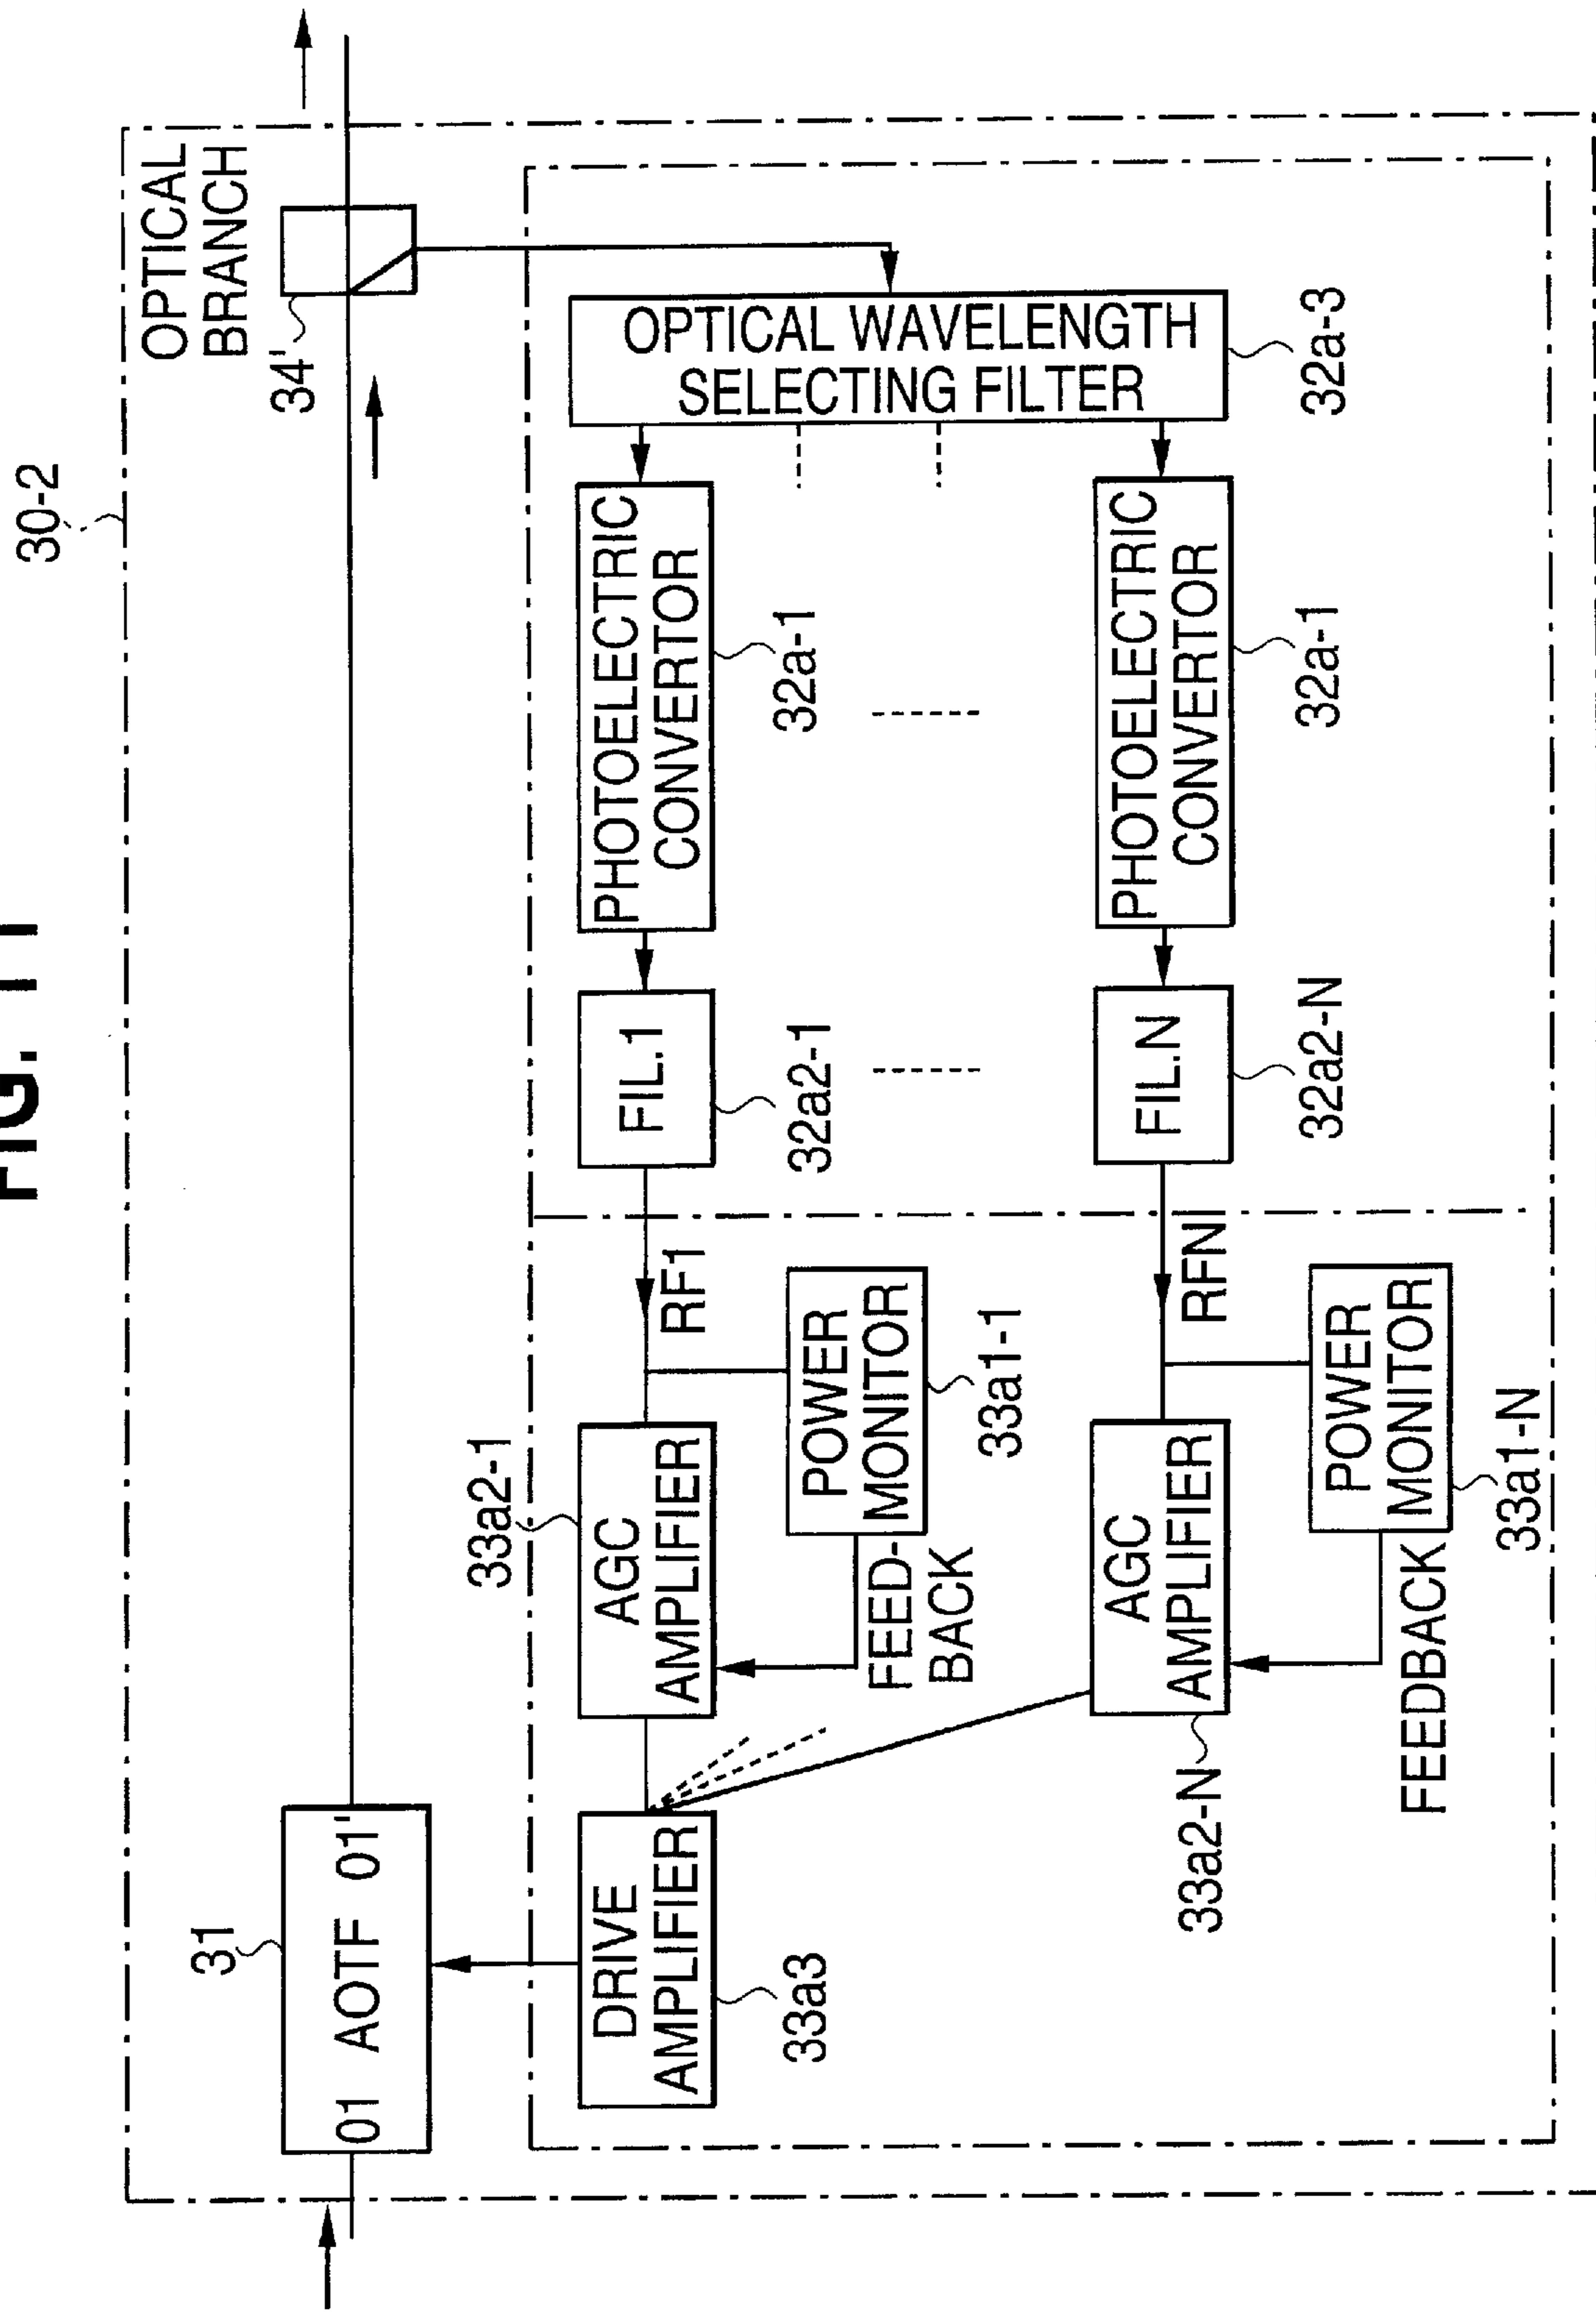 FIG. 11
30-2
31
01 AOTF 01'
34'
OPTICAL
BRANCH
33a2-1
DRIVE
AMPLIFIER
33a3
AGC
AMPLIFIER
RF1
FIL.1
32a2-1
PHOTOELECTRIC
CONVERTOR
32a-1
OPTICAL WAVELENGTH
SELECTING FILTER
32a-3
FEED-
BACK
POWER
MONITOR
33a1-1
33a2-N
AGC
AMPLIFIER
RFN
FIL.N
32a2-N
PHOTOELECTRIC
CONVERTOR
32a-1
FEEDBACK
POWER
MONITOR
33a1-N